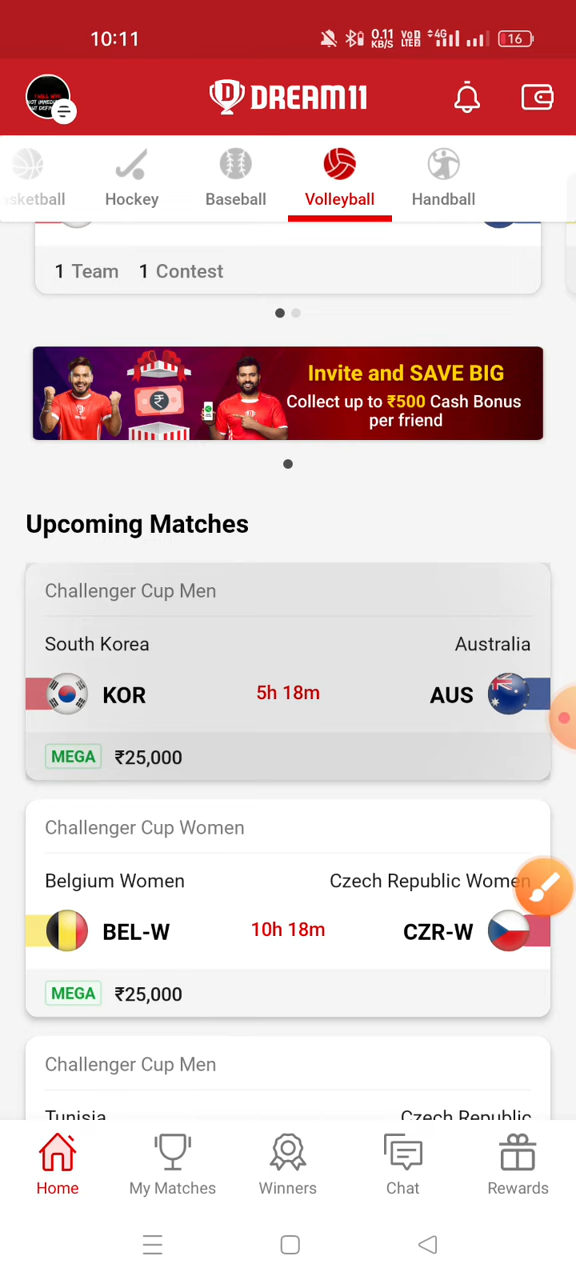 10:11
0.11 KB/S
4G
16
DREAM11
sketball
Hockey
Baseball
Volleyball
Handball
1 Team 1 Contest
Invite and SAVE BIG
Collect up to ₹500 Cash Bonus
per friend
Upcoming Matches
Challenger Cup Men
South Korea Australia
KOR 5h 18m AUS
MEGA ₹25,000
Challenger Cup Women
Belgium Women Czech Republic Women
BEL-W 10h 18m CZR-W
MEGA ₹25,000
Challenger Cup Men
Tunisia Czech Republic
Home My Matches Winners Chat Rewards